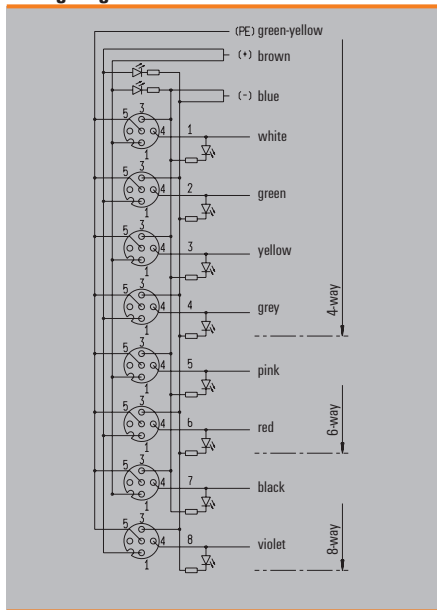 (PE) green-yellow
(+) brown
(-) blue
5 3
4 1 white
1
5 3
4 2 green
1
5 3
4 3 yellow
1
5 3
4 4 grey
1
4-way
5 3
4 5 pink
1
5 3
4 6 red
1
6-way
5 3
4 7 black
1
5 3
4 8 violet
1
8-way